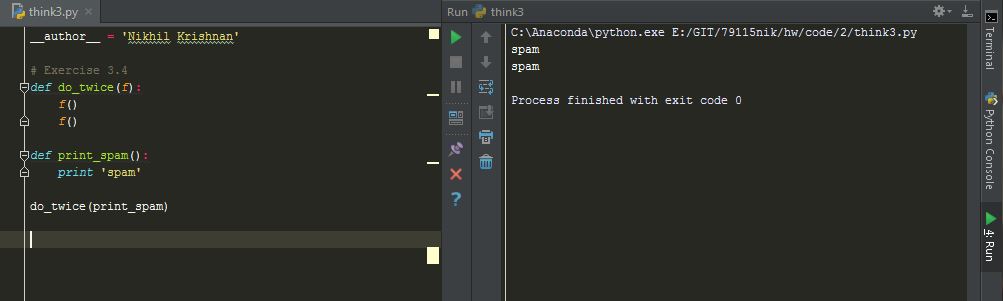 think3.py
__author__ = 'Nikhil Krishnan'
# Exercise 3.4
def do_twice(f):
f()
f()
def print_spam():
print 'spam'
do_twice(print_spam)
Run think3
C:\Anaconda\python.exe E:/GIT/79115nik/hw/code/2/think3.py
spam
spam
Process finished with exit code 0
Terminal
Python Console
4: Run